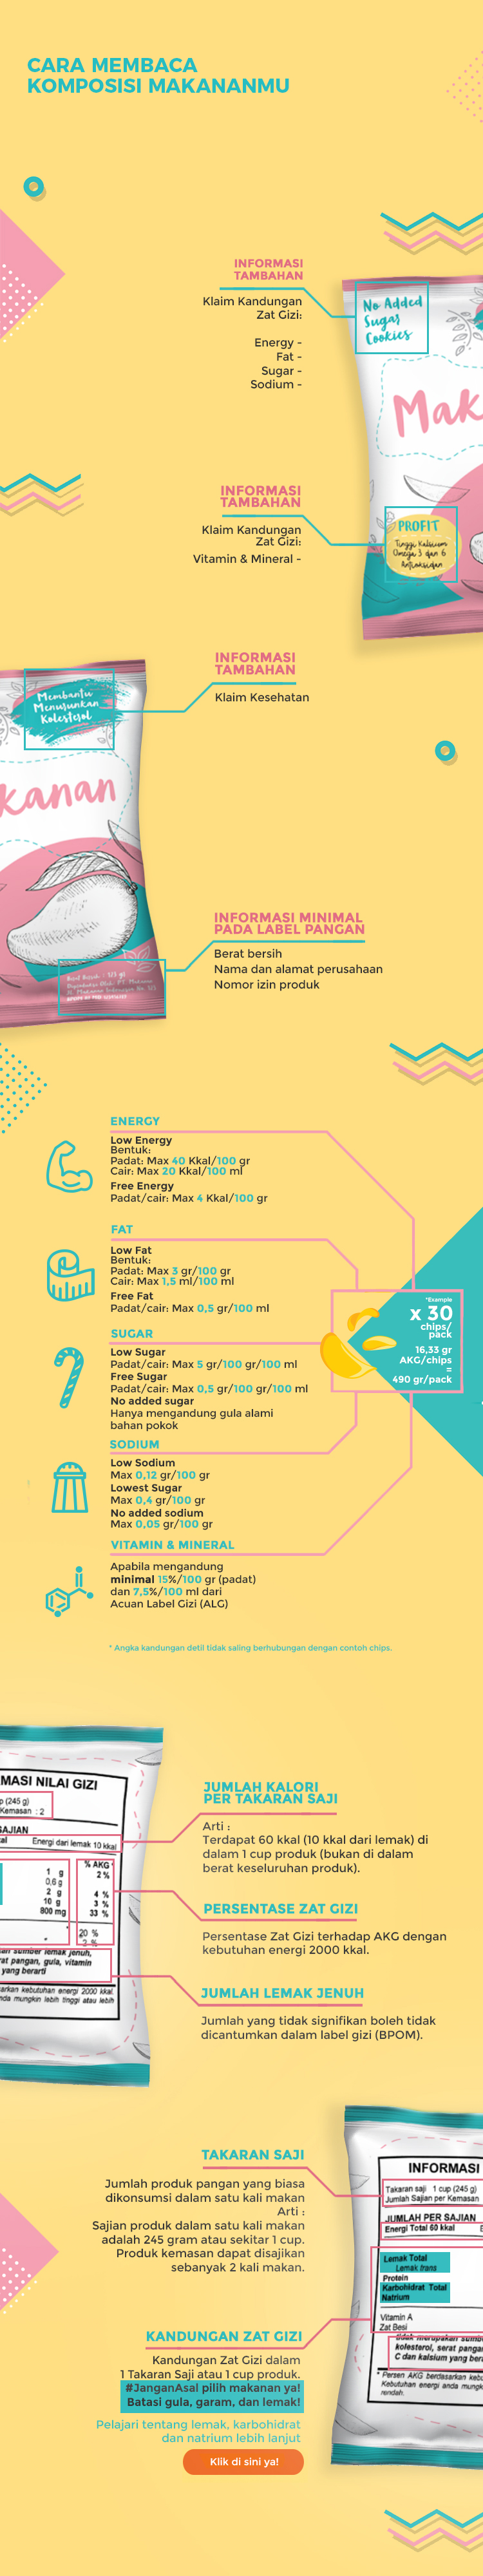 CARA MEMBACA
KOMPOSISI MAKANANMU
INFORMASI
TAMBAHAN
Klaim Kandungan
Zat Gizi:
Energy -
Fat -
Sugar -
Sodium -
No Added
Sugar
Cookies
Mak
INFORMASI
TAMBAHAN
Klaim Kandungan
Zat Gizi:
Vitamin & Mineral -
PROFIT
Tinggi Kalsium
Omega 3 dan 6
Antioksidan
INFORMASI
TAMBAHAN
Klaim Kesehatan
Membantu
Menurunkan
Kolesterol
kanan
INFORMASI MINIMAL
PADA LABEL PANGAN
Berat bersih
Nama dan alamat perusahaan
Nomor izin produk
Berat Bersih : 125 gr
ENERGY
Low Energy
Bentuk:
Padat: Max 40 Kkal/100 gr
Cair: Max 20 Kkal/100 ml
Free Energy
Padat/cair: Max 4 Kkal/100 gr
FAT
Low Fat
Bentuk:
Padat: Max 3 gr/100 gr
Cair: Max 1,5 ml/100 ml
Free Fat
Padat/cair: Max 0,5 gr/100 ml
*Example
x 30
chips/
pack
16,33 gr
AKG/chips
=
490 gr/pack
SUGAR
Low Sugar
Padat/cair: Max 5 gr/100 gr/100 ml
Free Sugar
Padat/cair: Max 0,5 gr/100 gr/100 ml
No added sugar
Hanya mengandung gula alami
bahan pokok
SODIUM
Low Sodium
Max 0,12 gr/100 gr
Lowest Sugar
Max 0,4 gr/100 gr
No added sodium
Max 0,05 gr/100 gr
VITAMIN & MINERAL
Apabila mengandung
minimal 15%/100 gr (padat)
dan 7,5%/100 ml dari
Acuan Label Gizi (ALG)
* Angka kandungan detil tidak saling berhubungan dengan contoh chips.
MASI NILAI GIZI
p (245 g)
Kemasan : 2
AJIAN
al Energi dari lemak 10 kkal
% AKG*
1 g 2 %
0,6 g
2 g 4 %
10 g 3 %
800 mg 33 %
* 20 %
* 2 %
an sumber lemak jenuh,
at pangan, gula, vitamin
yang berarti
arkan kebutuhan energi 2000 kkal.
nda mungkin lebih tinggi atau lebih
JUMLAH KALORI
PER TAKARAN SAJI
Arti :
Terdapat 60 kkal (10 kkal dari lemak) di
dalam 1 cup produk (bukan di dalam
berat keseluruhan produk).
PERSENTASE ZAT GIZI
Persentase Zat Gizi terhadap AKG dengan
kebutuhan energi 2000 kkal.
JUMLAH LEMAK JENUH
Jumlah yang tidak signifikan boleh tidak
dicantumkan dalam label gizi (BPOM).
TAKARAN SAJI
Jumlah produk pangan yang biasa
dikonsumsi dalam satu kali makan
Arti :
Sajian produk dalam satu kali makan
adalah 245 gram atau sekitar 1 cup.
Produk kemasan dapat disajikan
sebanyak 2 kali makan.
INFORMASI
Takaran saji 1 cup (245 g)
Jumlah Sajian per Kemasan
JUMLAH PER SAJIAN
Energi Total 60 kkal E
Lemak Total
Lemak trans
Protein
Karbohidrat Total
Natrium
Vitamin A
Zat Besi
tidak merupakan sumb
kolesterol, serat pangan
C dan kalsium yang ber
* Persen AKG berdasarkan keb
Kebutuhan energi anda mungk
rendah.
KANDUNGAN ZAT GIZI
Kandungan Zat Gizi dalam
1 Takaran Saji atau 1 cup produk.
#JanganAsal pilih makanan ya!
Batasi gula, garam, dan lemak!
Pelajari tentang lemak, karbohidrat
dan natrium lebih lanjut
Klik di sini ya!